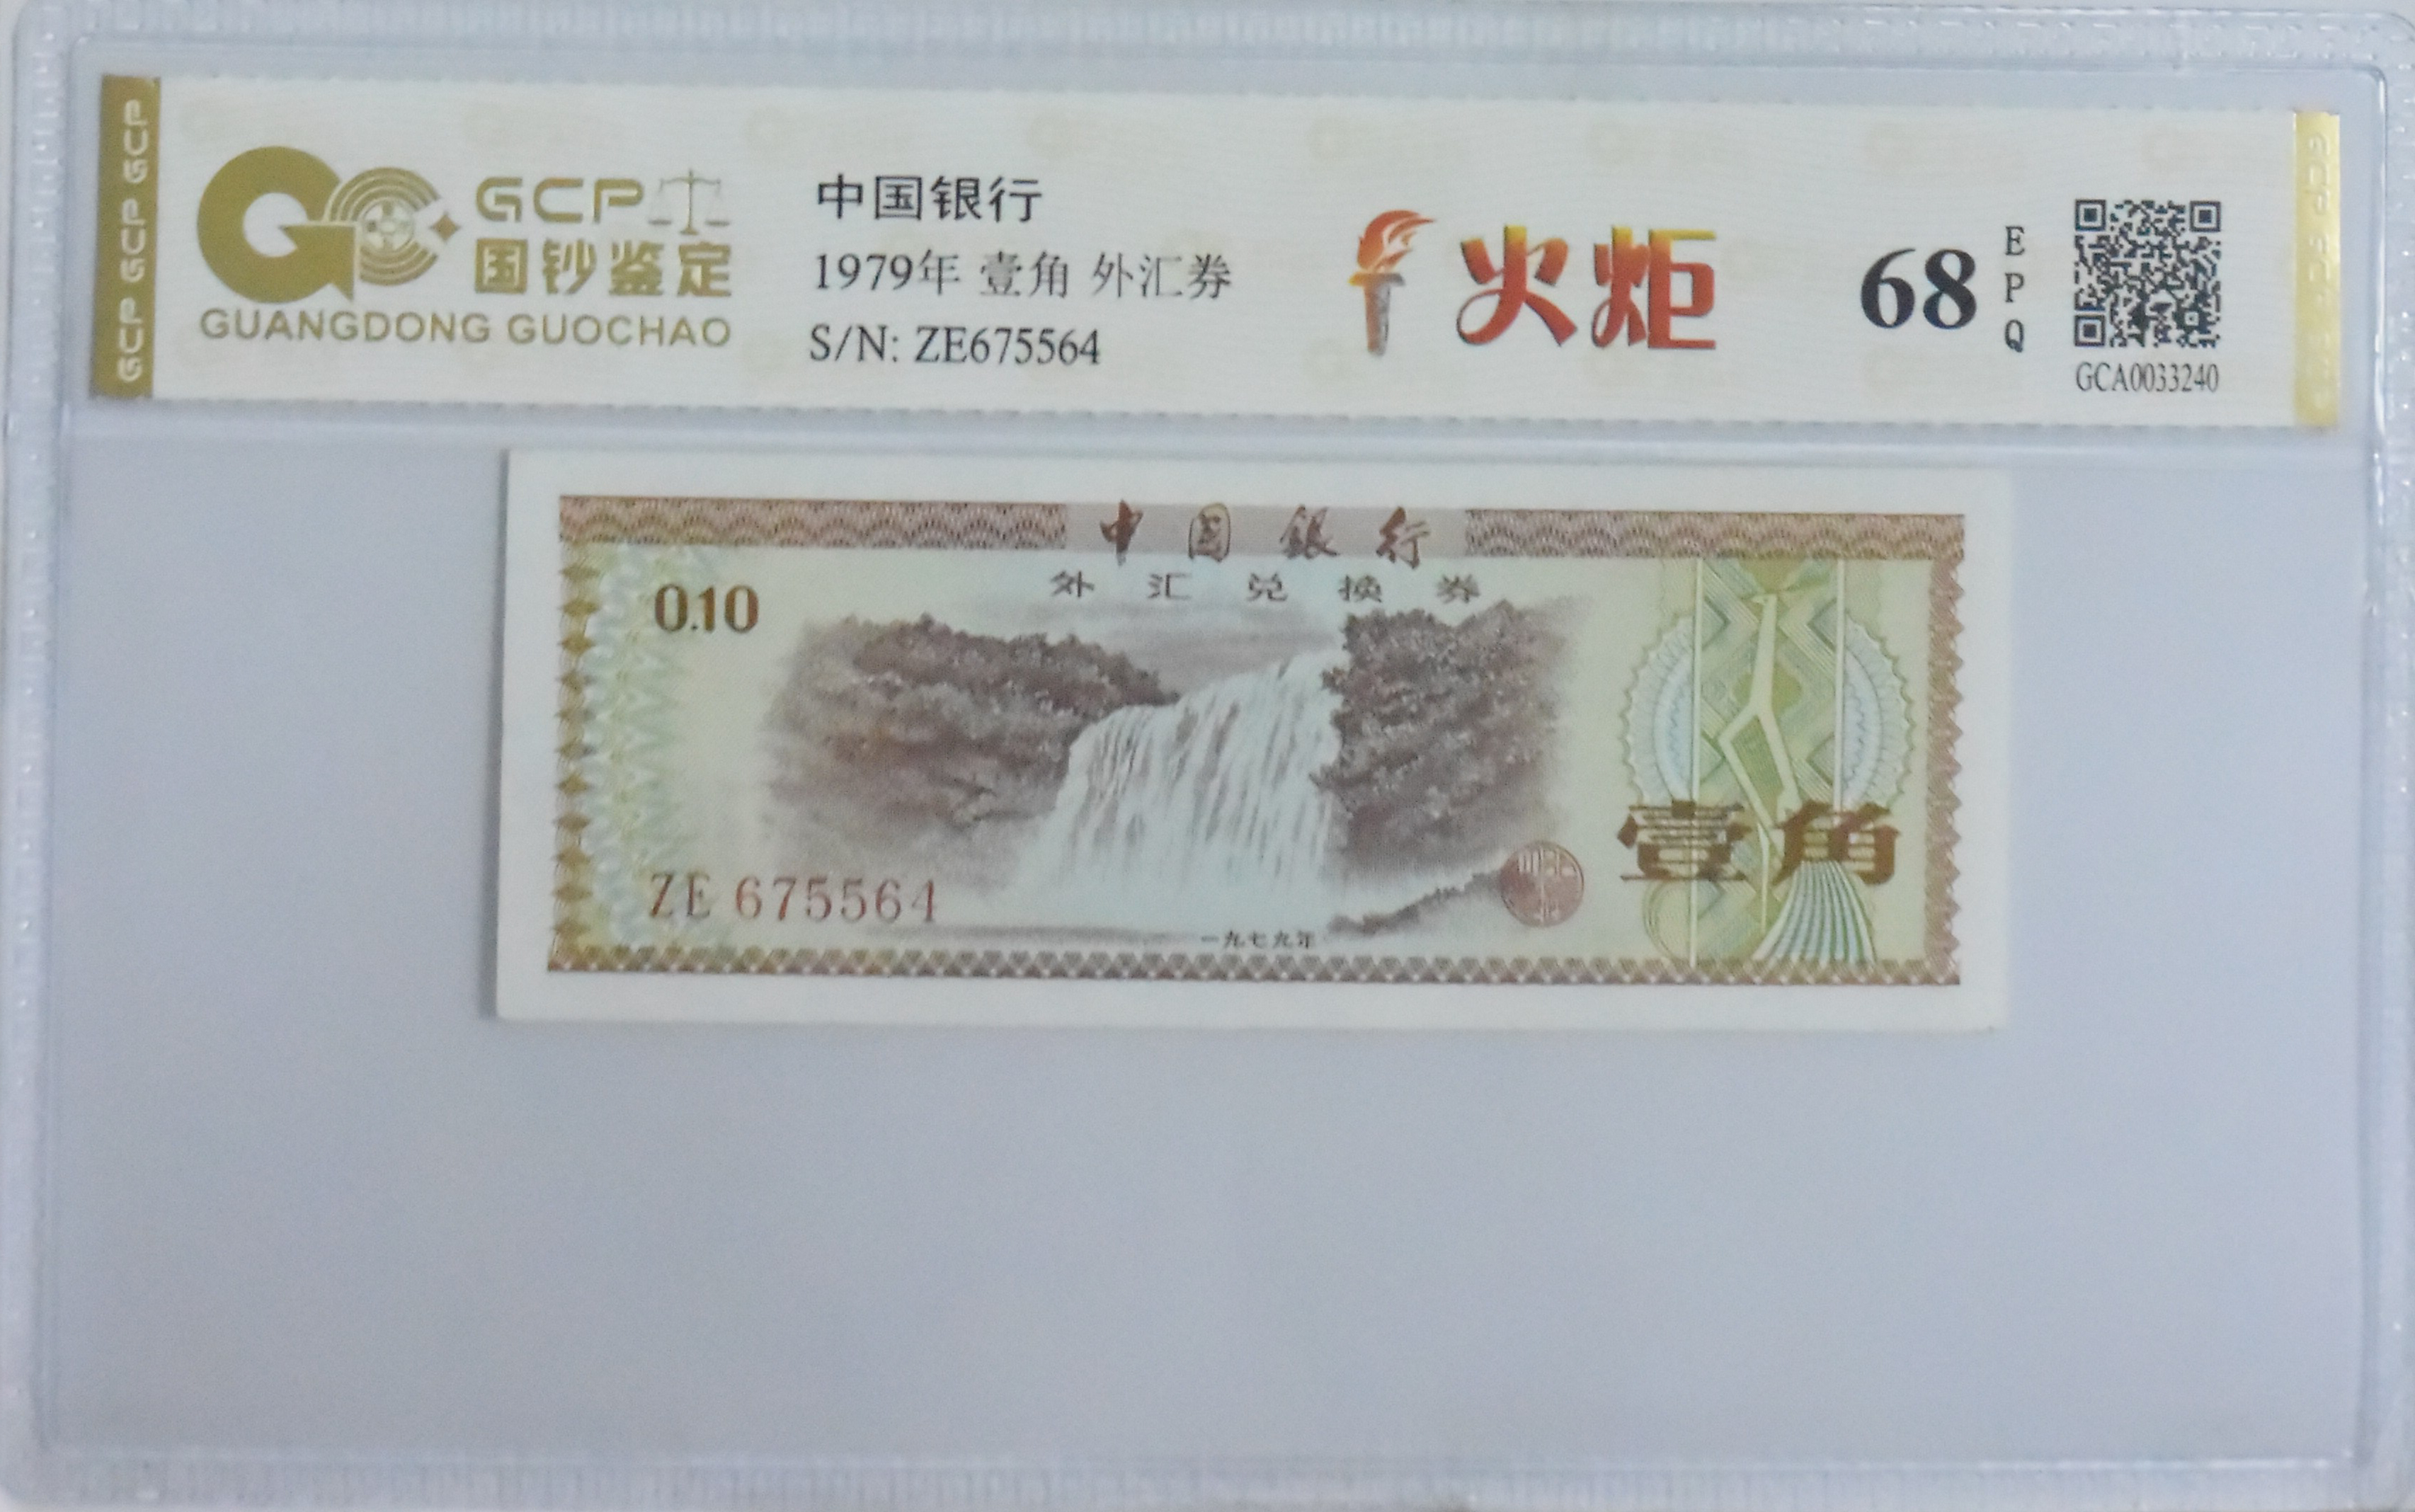 GCP GCP GCP
GCP
国钞鉴定
GUANGDONG GUOCHAO
中国银行
1979年 壹角 外汇券
S/N: ZE675564
火炬
68
EPQ
GCA0033240
中国銀行
外汇兑换券
0.10
壹角
ZE 675564
一九七九年